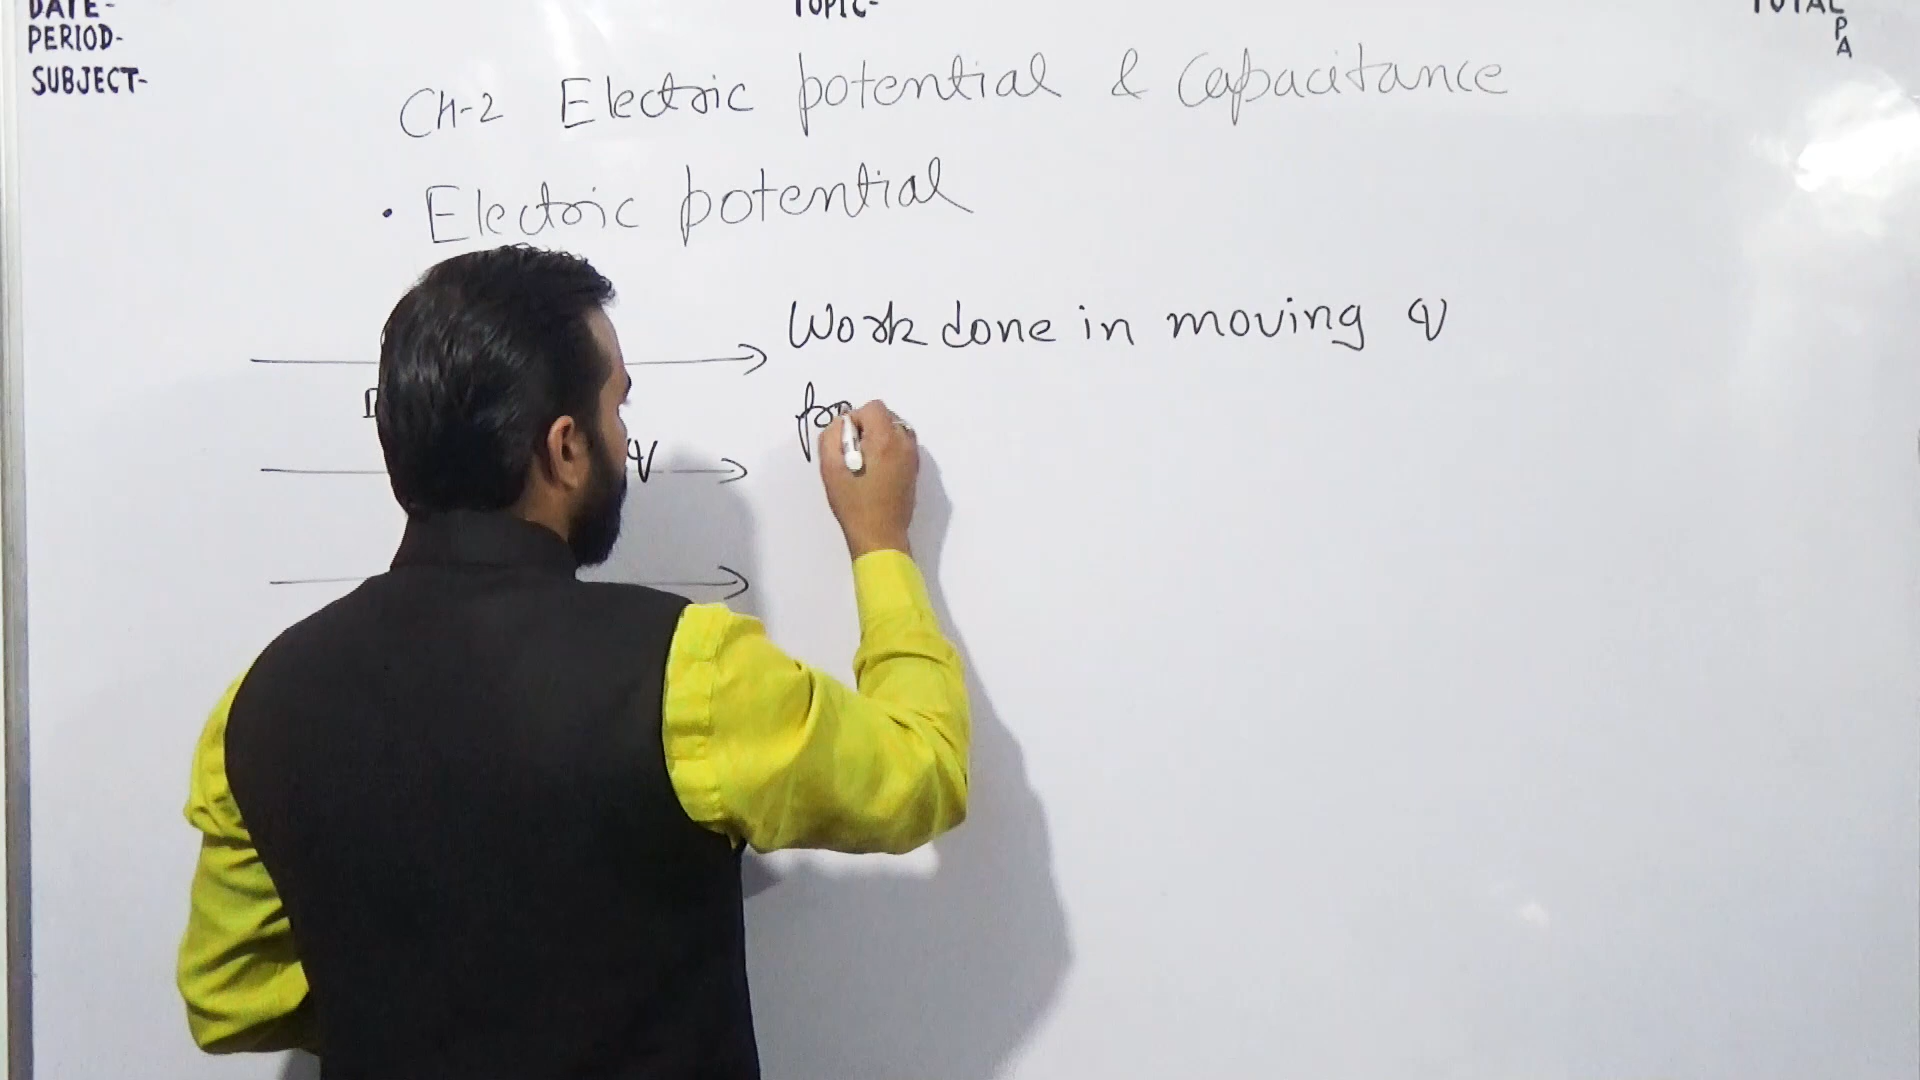 DATE-
TOPIC-
TOTAL
P
A
PERIOD-
SUBJECT-
Ch-2 Electric potential & Capacitance
• Electric potential
Work done in moving q
q